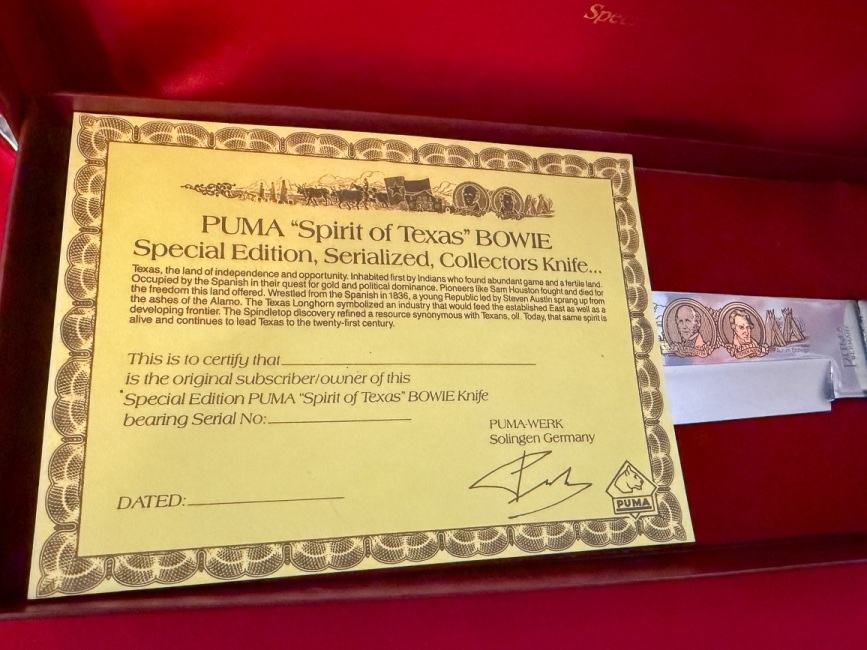 PUMA "Spirit of Texas" BOWIE
Special Edition, Serialized, Collectors Knife...
Texas, the land of independence and opportunity. Inhabited first by Indians who found abundant game and a fertile land.
Occupied by the Spanish in their quest for gold and political dominance. Pioneers like Sam Houston fought and died for
the freedom this land offered. Wrestled from the Spanish in 1836, a young Republic led by Steven Austin sprang up from
the ashes of the Alamo. The Texas Longhorn symbolized an industry that would feed the established East as well as a
developing frontier. The Spindletop discovery refined a resource synonymous with Texans, oil. Today, that same spirit is
alive and continues to lead Texas to the twenty-first century.
This is to certify that
is the original subscriber/owner of this
Special Edition PUMA "Spirit of Texas" BOWIE Knife
bearing Serial No:
PUMA-WERK
Solingen Germany
DATED:
PUMA